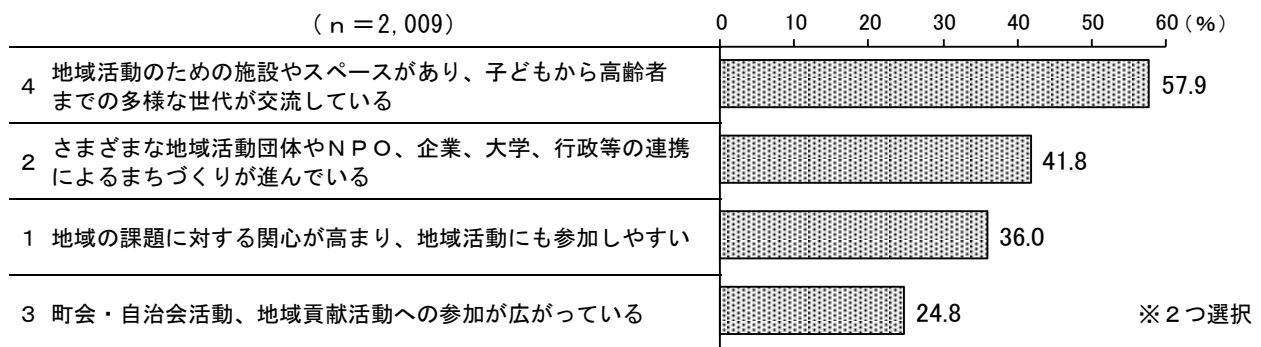 (ｎ=2,009)
0 10 20 30 40 50 60(%)
4 地域活動のための施設やスペースがあり、子どもから高齢者
までの多様な世代が交流している
57.9
2 さまざまな地域活動団体やＮＰＯ、企業、大学、行政等の連携
によるまちづくりが進んでいる
41.8
1 地域の課題に対する関心が高まり、地域活動にも参加しやすい
36.0
3 町会・自治会活動、地域貢献活動への参加が広がっている
24.8
※２つ選択